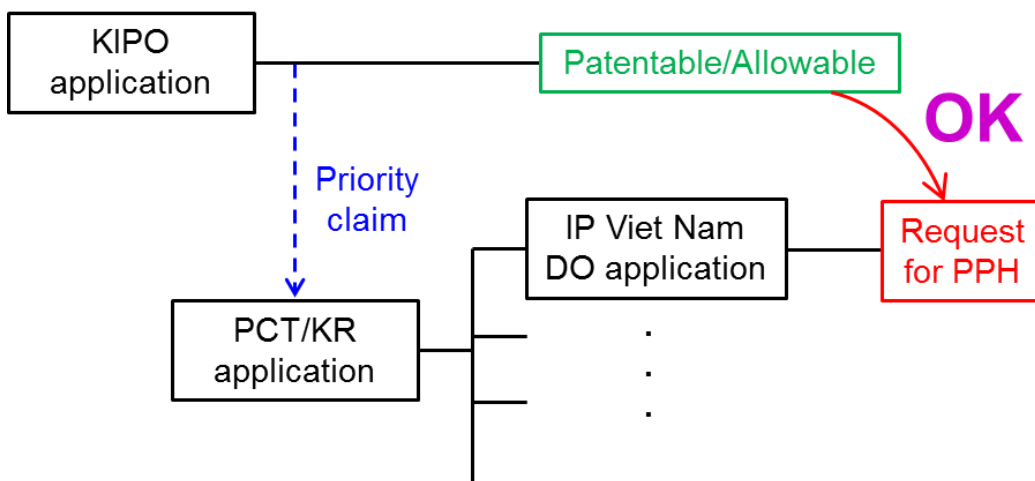 KIPO
application
Patentable/Allowable
OK
Priority
claim
IP Viet Nam
DO application
Request
for PPH
PCT/KR
application
.
.
.